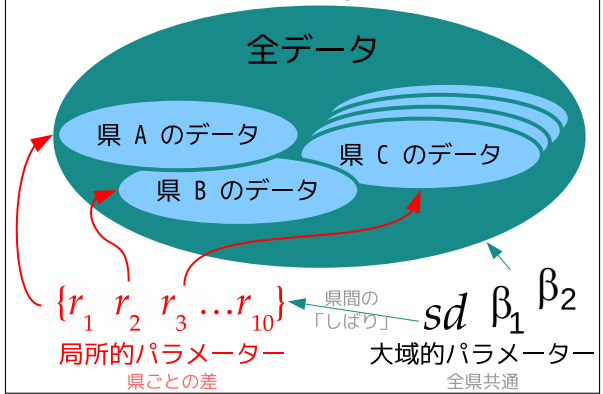 全データ
県 A のデータ
県 C のデータ
県 B のデータ
{r1 r2 r3 …r10}
県間の
「しばり」
sd β1 β2
局所的パラメーター
大域的パラメーター
県ごとの差
全県共通